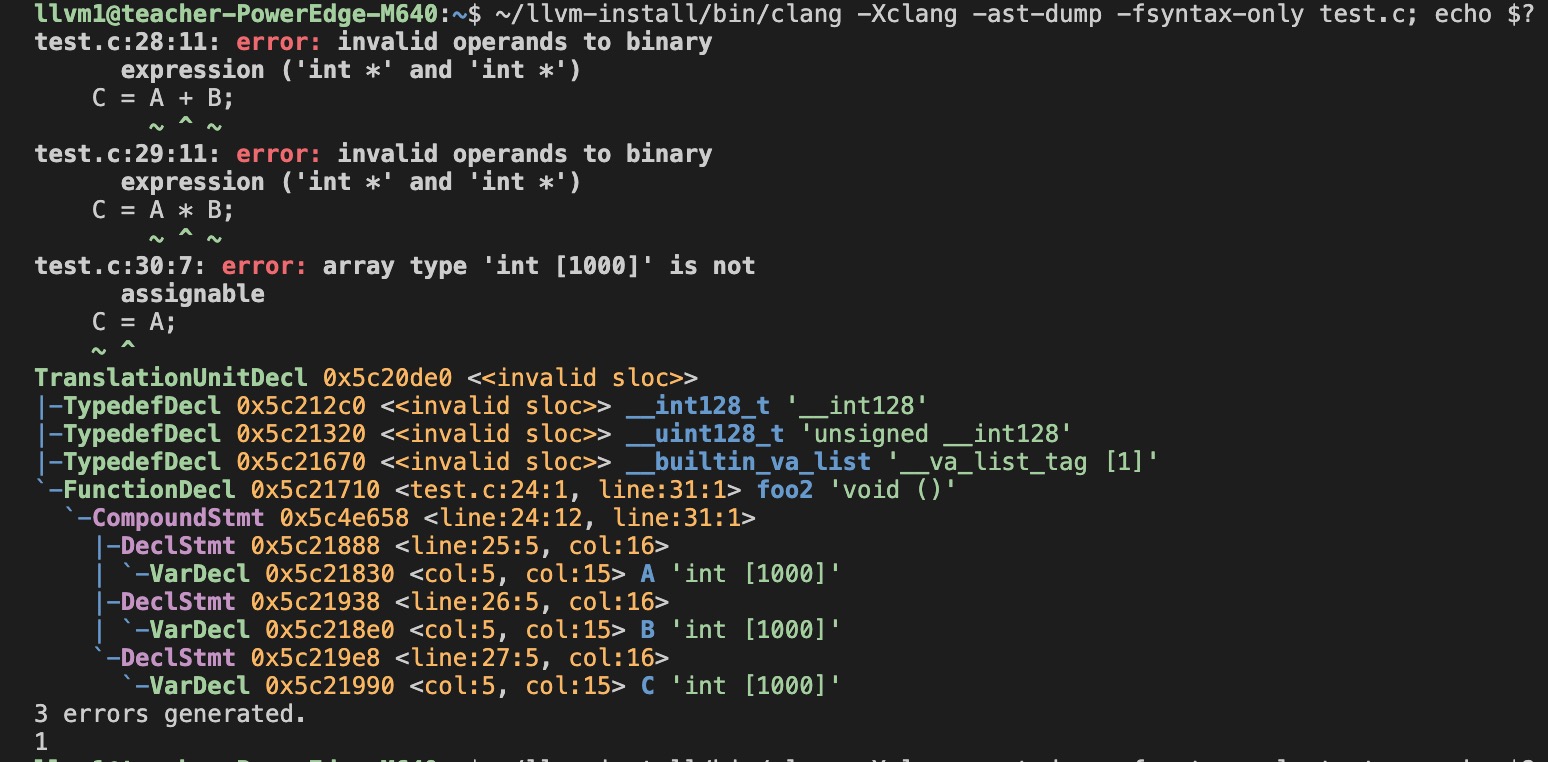 llvm1@teacher-PowerEdge-M640:~$ ~/llvm-install/bin/clang -Xclang -ast-dump -fsyntax-only test.c; echo $?
test.c:28:11: error: invalid operands to binary
      expression ('int *' and 'int *')
    C = A + B;
        ~ ^ ~
test.c:29:11: error: invalid operands to binary
      expression ('int *' and 'int *')
    C = A * B;
        ~ ^ ~
test.c:30:7: error: array type 'int [1000]' is not
      assignable
    C = A;
    ~ ^
TranslationUnitDecl 0x5c20de0 <<invalid sloc>>
|-TypedefDecl 0x5c212c0 <<invalid sloc>> __int128_t '__int128'
|-TypedefDecl 0x5c21320 <<invalid sloc>> __uint128_t 'unsigned __int128'
|-TypedefDecl 0x5c21670 <<invalid sloc>> __builtin_va_list '__va_list_tag [1]'
`-FunctionDecl 0x5c21710 <test.c:24:1, line:31:1> foo2 'void ()'
  `-CompoundStmt 0x5c4e658 <line:24:12, line:31:1>
    |-DeclStmt 0x5c21888 <line:25:5, col:16>
    | `-VarDecl 0x5c21830 <col:5, col:15> A 'int [1000]'
    |-DeclStmt 0x5c21938 <line:26:5, col:16>
    | `-VarDecl 0x5c218e0 <col:5, col:15> B 'int [1000]'
    `-DeclStmt 0x5c219e8 <line:27:5, col:16>
      `-VarDecl 0x5c21990 <col:5, col:15> C 'int [1000]'
3 errors generated.
1